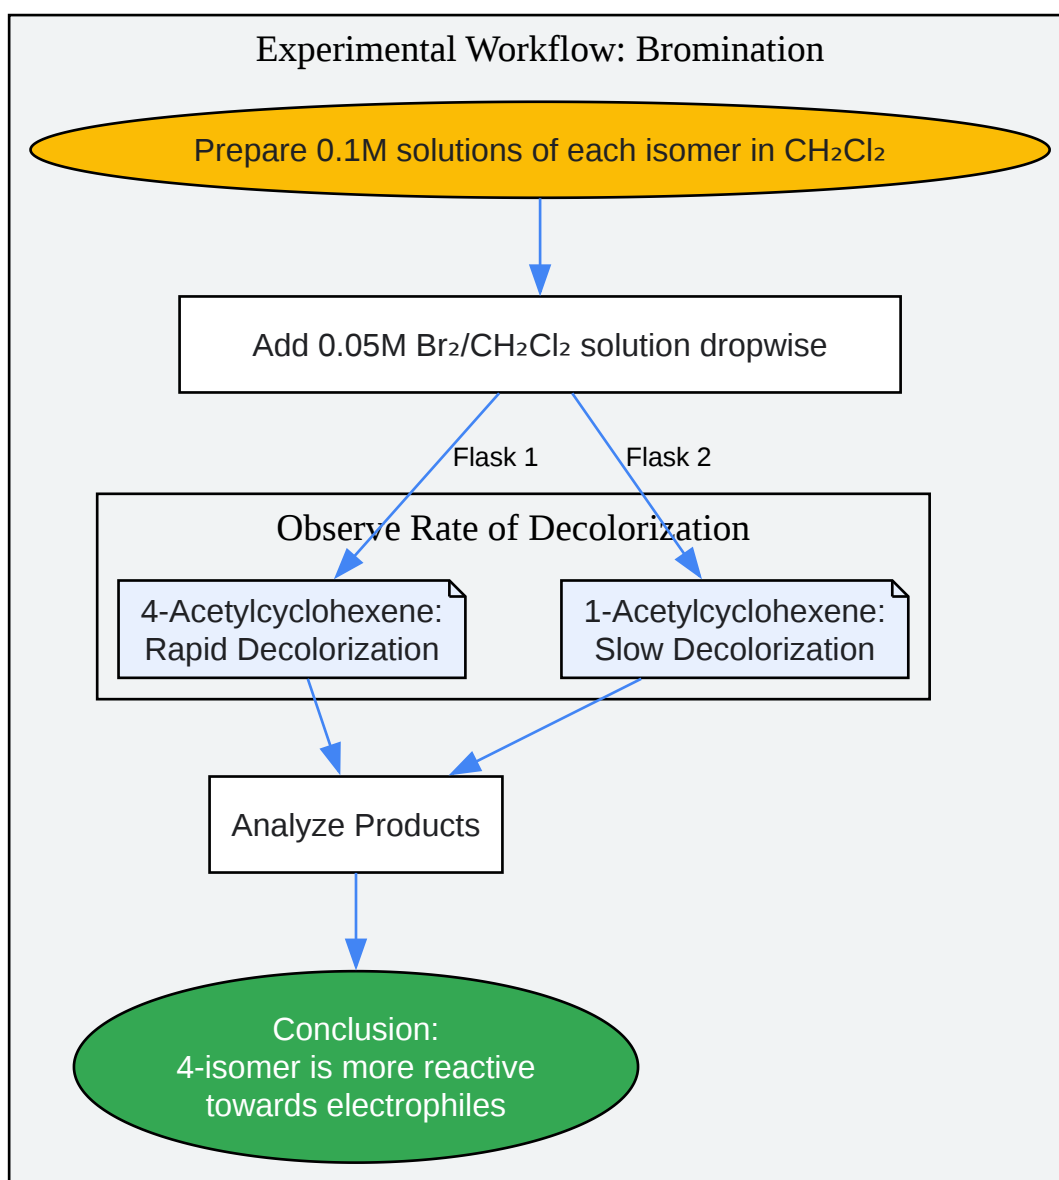 Experimental Workflow: Bromination
Prepare 0.1M solutions of each isomer in CH₂Cl₂
Add 0.05M Br₂/CH₂Cl₂ solution dropwise
Flask 1
Flask 2
Observe Rate of Decolorization
4-Acetylcyclohexene:
Rapid Decolorization
1-Acetylcyclohexene:
Slow Decolorization
Analyze Products
Conclusion:
4-isomer is more reactive
towards electrophiles